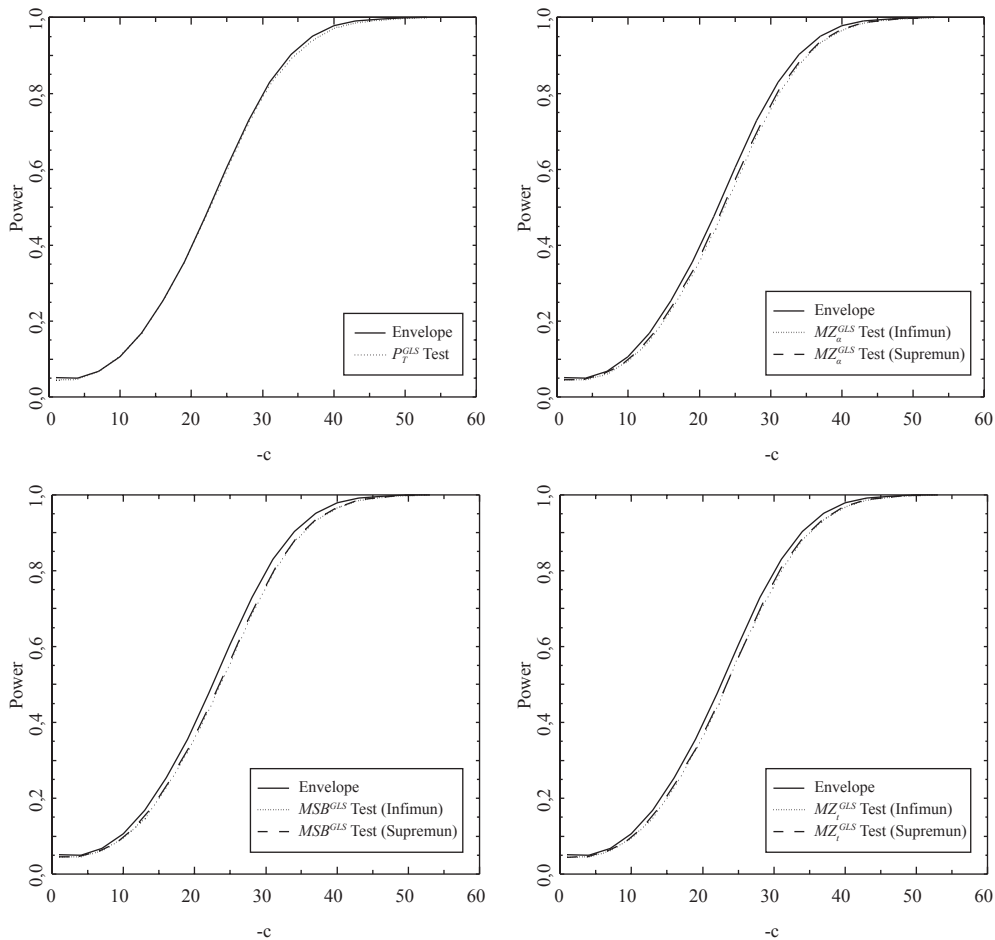 1,0
0,8
0,6
Power
0,4
0,2
0,0
Envelope
P_T^GLS Test
0 10 20 30 40 50 60
-c
1,0
0,8
0,6
Power
0,4
0,2
0,0
Envelope
MZ_α^GLS Test (Infimun)
MZ_α^GLS Test (Supremun)
0 10 20 30 40 50 60
-c
1,0
0,8
0,6
Power
0,4
0,2
0,0
Envelope
MSB^GLS Test (Infimun)
MSB^GLS Test (Supremun)
0 10 20 30 40 50 60
-c
1,0
0,8
0,6
Power
0,4
0,2
0,0
Envelope
MZ_t^GLS Test (Infimun)
MZ_t^GLS Test (Supremun)
0 10 20 30 40 50 60
-c